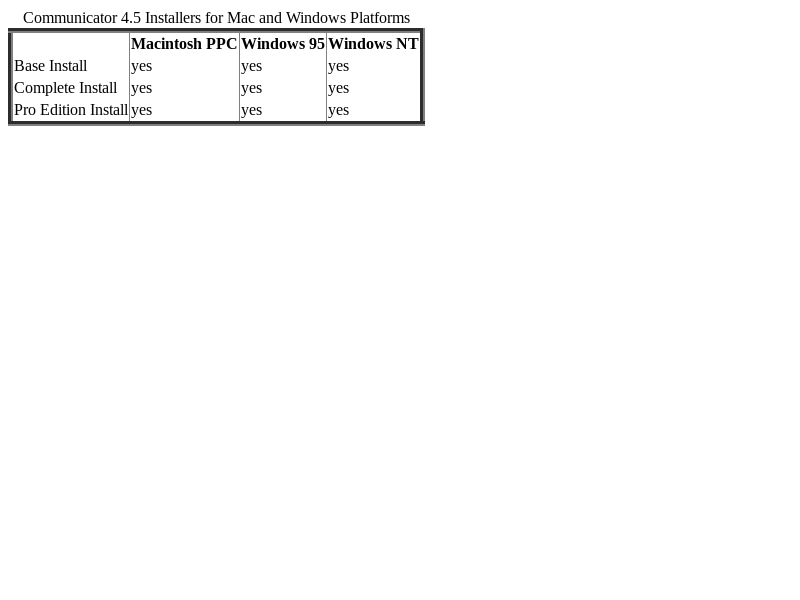 Communicator 4.5 Installers for Mac and Windows Platforms
Macintosh PPC Windows 95 Windows NT
Base Install yes yes yes
Complete Install yes yes yes
Pro Edition Install yes yes yes